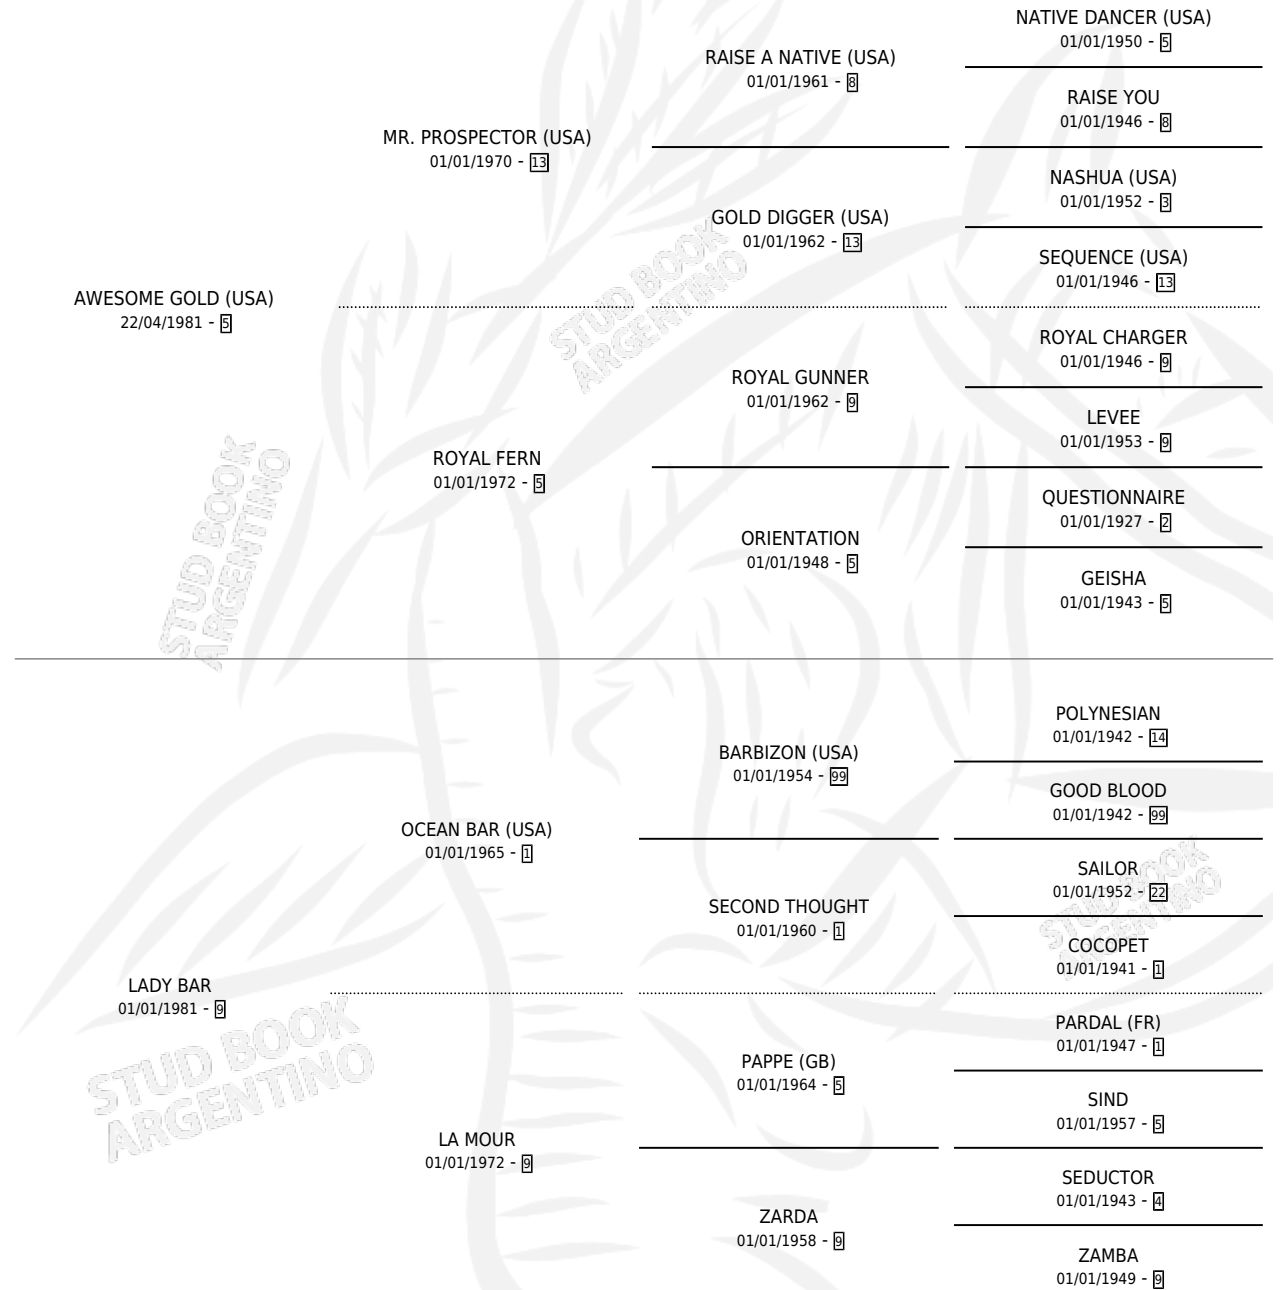 NATIVE DANCER (USA)
01/01/1950 - 5
RAISE A NATIVE (USA)
01/01/1961 - 8
RAISE YOU
01/01/1946 - 8
MR. PROSPECTOR (USA)
01/01/1970 - 13
NASHUA (USA)
01/01/1952 - 3
GOLD DIGGER (USA)
01/01/1962 - 13
SEQUENCE (USA)
01/01/1946 - 13
AWESOME GOLD (USA)
22/04/1981 - 5
STUD BOOK
ARGENTINO
ROYAL CHARGER
01/01/1946 - 9
ROYAL GUNNER
01/01/1962 - 9
LEVEE
01/01/1953 - 9
ROYAL FERN
01/01/1972 - 5
QUESTIONNAIRE
01/01/1927 - 2
ORIENTATION
01/01/1948 - 5
GEISHA
01/01/1943 - 5
STUD BOOK
ARGENTINO
POLYNESIAN
01/01/1942 - 14
BARBIZON (USA)
01/01/1954 - 99
GOOD BLOOD
01/01/1942 - 99
OCEAN BAR (USA)
01/01/1965 - 1
SAILOR
01/01/1952 - 22
SECOND THOUGHT
01/01/1960 - 1
STUD BOOK
ARGENTINO
COCOPET
01/01/1941 - 1
LADY BAR
01/01/1981 - 9
PARDAL (FR)
01/01/1947 - 1
STUD BOOK
ARGENTINO
PAPPE (GB)
01/01/1964 - 5
SIND
01/01/1957 - 5
LA MOUR
01/01/1972 - 9
SEDUCTOR
01/01/1943 - 4
ZARDA
01/01/1958 - 9
ZAMBA
01/01/1949 - 9